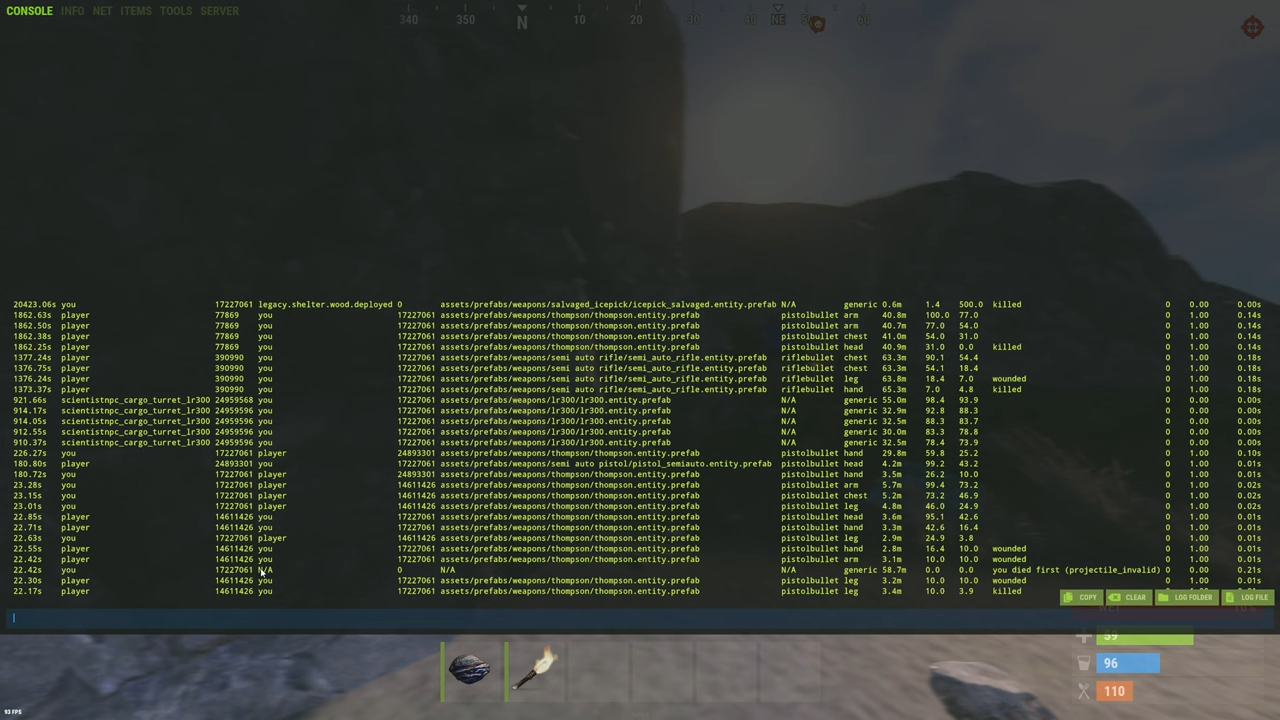 CONSOLE INFO NET ITEMS TOOLS SERVER
340 350 N 10 20 30 40 NE 60
20423.06s you 17227061 legacy.shelter.wood.deployed 0 assets/prefabs/weapons/salvaged_icepick/icepick_salvaged.entity.prefab N/A generic 0.6m 1.4 500.0 killed 0 0.00 0.00s
1862.63s player 77869 you 17227061 assets/prefabs/weapons/thompson/thompson.entity.prefab pistolbullet arm 40.8m 100.0 77.0 0 1.00 0.14s
1862.50s player 77869 you 17227061 assets/prefabs/weapons/thompson/thompson.entity.prefab pistolbullet arm 40.7m 77.0 54.0 0 1.00 0.14s
1862.38s player 77869 you 17227061 assets/prefabs/weapons/thompson/thompson.entity.prefab pistolbullet chest 41.0m 54.0 31.0 0 1.00 0.14s
1862.25s player 77869 you 17227061 assets/prefabs/weapons/thompson/thompson.entity.prefab pistolbullet head 40.9m 31.0 0.0 killed 0 1.00 0.14s
1377.24s player 390990 you 17227061 assets/prefabs/weapons/semi auto rifle/semi_auto_rifle.entity.prefab riflebullet chest 63.3m 90.1 54.4 0 1.00 0.18s
1376.75s player 390990 you 17227061 assets/prefabs/weapons/semi auto rifle/semi_auto_rifle.entity.prefab riflebullet chest 63.3m 54.1 18.4 0 1.00 0.18s
1376.24s player 390990 you 17227061 assets/prefabs/weapons/semi auto rifle/semi_auto_rifle.entity.prefab riflebullet leg 63.8m 18.4 7.0 wounded 0 1.00 0.18s
1373.37s player 390990 you 17227061 assets/prefabs/weapons/semi auto rifle/semi_auto_rifle.entity.prefab riflebullet hand 65.3m 7.0 4.8 killed 0 1.00 0.18s
921.66s scientistnpc_cargo_turret_lr300 24959568 you 17227061 assets/prefabs/weapons/lr300/lr300.entity.prefab N/A generic 55.0m 98.4 93.9 0 0.00 0.00s
914.17s scientistnpc_cargo_turret_lr300 24959596 you 17227061 assets/prefabs/weapons/lr300/lr300.entity.prefab N/A generic 32.9m 92.8 88.3 0 0.00 0.00s
914.05s scientistnpc_cargo_turret_lr300 24959596 you 17227061 assets/prefabs/weapons/lr300/lr300.entity.prefab N/A generic 32.5m 88.3 83.7 0 0.00 0.00s
912.55s scientistnpc_cargo_turret_lr300 24959596 you 17227061 assets/prefabs/weapons/lr300/lr300.entity.prefab N/A generic 30.0m 83.3 78.8 0 0.00 0.00s
910.37s scientistnpc_cargo_turret_lr300 24959596 you 17227061 assets/prefabs/weapons/lr300/lr300.entity.prefab N/A generic 32.5m 78.4 73.9 0 0.00 0.00s
226.27s you 17227061 player 24893301 assets/prefabs/weapons/thompson/thompson.entity.prefab pistolbullet hand 29.8m 59.8 25.2 0 1.00 0.10s
180.80s player 24893301 you 17227061 assets/prefabs/weapons/semi auto pistol/pistol_semiauto.entity.prefab pistolbullet head 4.2m 99.2 43.2 0 1.00 0.01s
180.72s you 17227061 player 24893301 assets/prefabs/weapons/thompson/thompson.entity.prefab pistolbullet hand 3.5m 26.2 10.0 0 1.00 0.01s
23.28s you 17227061 player 14611426 assets/prefabs/weapons/thompson/thompson.entity.prefab pistolbullet arm 5.7m 99.4 73.2 0 1.00 0.02s
23.15s you 17227061 player 14611426 assets/prefabs/weapons/thompson/thompson.entity.prefab pistolbullet chest 5.2m 73.2 46.9 0 1.00 0.02s
23.01s you 17227061 player 14611426 assets/prefabs/weapons/thompson/thompson.entity.prefab pistolbullet leg 4.8m 46.0 24.9 0 1.00 0.02s
22.85s player 14611426 you 17227061 assets/prefabs/weapons/thompson/thompson.entity.prefab pistolbullet head 3.6m 95.1 42.6 0 1.00 0.01s
22.71s player 14611426 you 17227061 assets/prefabs/weapons/thompson/thompson.entity.prefab pistolbullet hand 3.3m 42.6 16.4 0 1.00 0.01s
22.63s you 17227061 player 14611426 assets/prefabs/weapons/thompson/thompson.entity.prefab pistolbullet leg 2.9m 24.9 3.8 0 1.00 0.01s
22.55s player 14611426 you 17227061 assets/prefabs/weapons/thompson/thompson.entity.prefab pistolbullet hand 2.8m 16.4 10.0 wounded 0 1.00 0.01s
22.42s player 14611426 you 17227061 assets/prefabs/weapons/thompson/thompson.entity.prefab pistolbullet arm 3.1m 10.0 10.0 wounded 0 1.00 0.01s
22.42s you 17227061 N/A 0 N/A N/A generic 58.7m 0.0 0.0 you died first (projectile_invalid) 0 0.00 0.21s
22.30s player 14611426 you 17227061 assets/prefabs/weapons/thompson/thompson.entity.prefab pistolbullet leg 3.2m 10.0 10.0 wounded 0 1.00 0.01s
22.17s player 14611426 you 17227061 assets/prefabs/weapons/thompson/thompson.entity.prefab pistolbullet leg 3.4m 10.0 3.9 killed 0 1.00 0.01s
COPY CLEAR LOG FOLDER LOG FILE
59
96
110
93 FPS